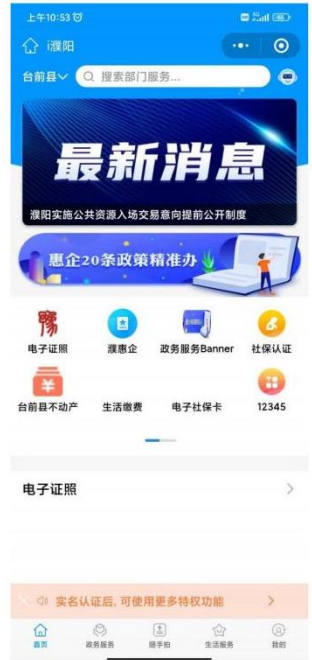 上午10:53
i濮阳
台前县 搜索部门服务...
最新消息
濮阳实施公共资源入场交易意向提前公开制度
惠企20条政策精准办
电子证照 濮惠企 政务服务Banner 社保认证
台前县不动产 生活缴费 电子社保卡 12345
电子证照
实名认证后, 可使用更多特权功能
首页 政务服务 随手拍 生活服务 我的